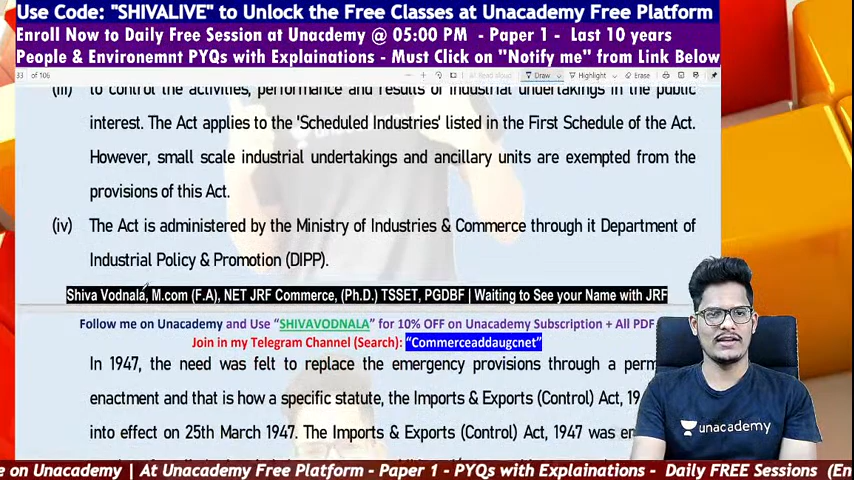 Use Code: "SHIVALIVE" to Unlock the Free Classes at Unacademy Free Platform
Enroll Now to Daily Free Session at Unacdemy @ 05:00 PM - Paper 1 - Last 10 years
People & Environemnt PYQs with Explainations - Must Click on "Notify me" from Link Below
33 of 106
Draw
Highlight
Erase
(iii) to control the activities, performance and results of industrial undertakings in the public
interest. The Act applies to the 'Scheduled Industries' listed in the First Schedule of the Act.
However, small scale industrial undertakings and ancillary units are exempted from the
provisions of this Act.
(iv) The Act is administered by the Ministry of Industries & Commerce through it Department of
Industrial Policy & Promotion (DIPP).
Shiva Vodnala, M.com (F.A), NET JRF Commerce, (Ph.D.) TSSET, PGDBF | Waiting to See your Name with JRF
Follow me on Unacademy and Use "SHIVAVODNALA" for 10% OFF on Unacademy Subscription + All PDF
Join in my Telegram Channel (Search): "Commerceaddaugcnet"
In 1947, the need was felt to replace the emergency provisions through a perm
enactment and that is how a specific statute, the Imports & Exports (Control) Act, 19
into effect on 25th March 1947. The Imports & Exports (Control) Act, 1947 was en
unacademy
e on Unacademy | At Unacademy Free Platform - Paper 1 - PYQs with Explainations - Daily FREE Sessions (En